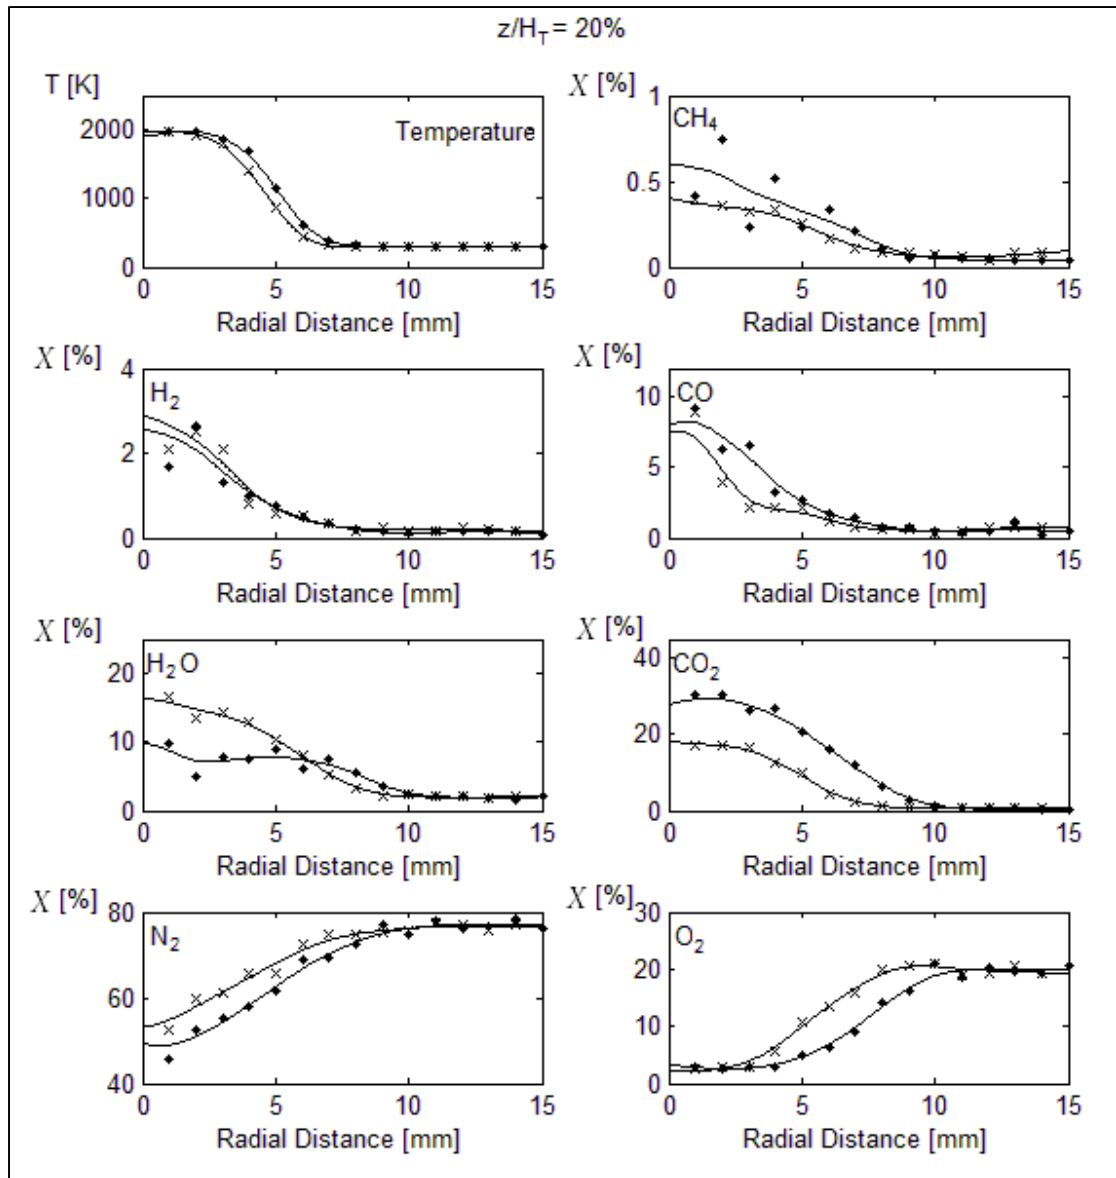 z/H_T = 20%
T [K]
2000
1000
0
Temperature
0 5 10 15
Radial Distance [mm]
X [%]
1
0.5
0
CH4
0 5 10 15
Radial Distance [mm]
X [%]
4
2
0
H2
0 5 10 15
Radial Distance [mm]
X [%]
10
5
0
CO
0 5 10 15
Radial Distance [mm]
X [%]
20
10
0
H2O
0 5 10 15
Radial Distance [mm]
X [%]
40
20
0
CO2
0 5 10 15
Radial Distance [mm]
X [%]
80
60
40
N2
0 5 10 15
Radial Distance [mm]
X [%]
30
20
10
0
O2
0 5 10 15
Radial Distance [mm]